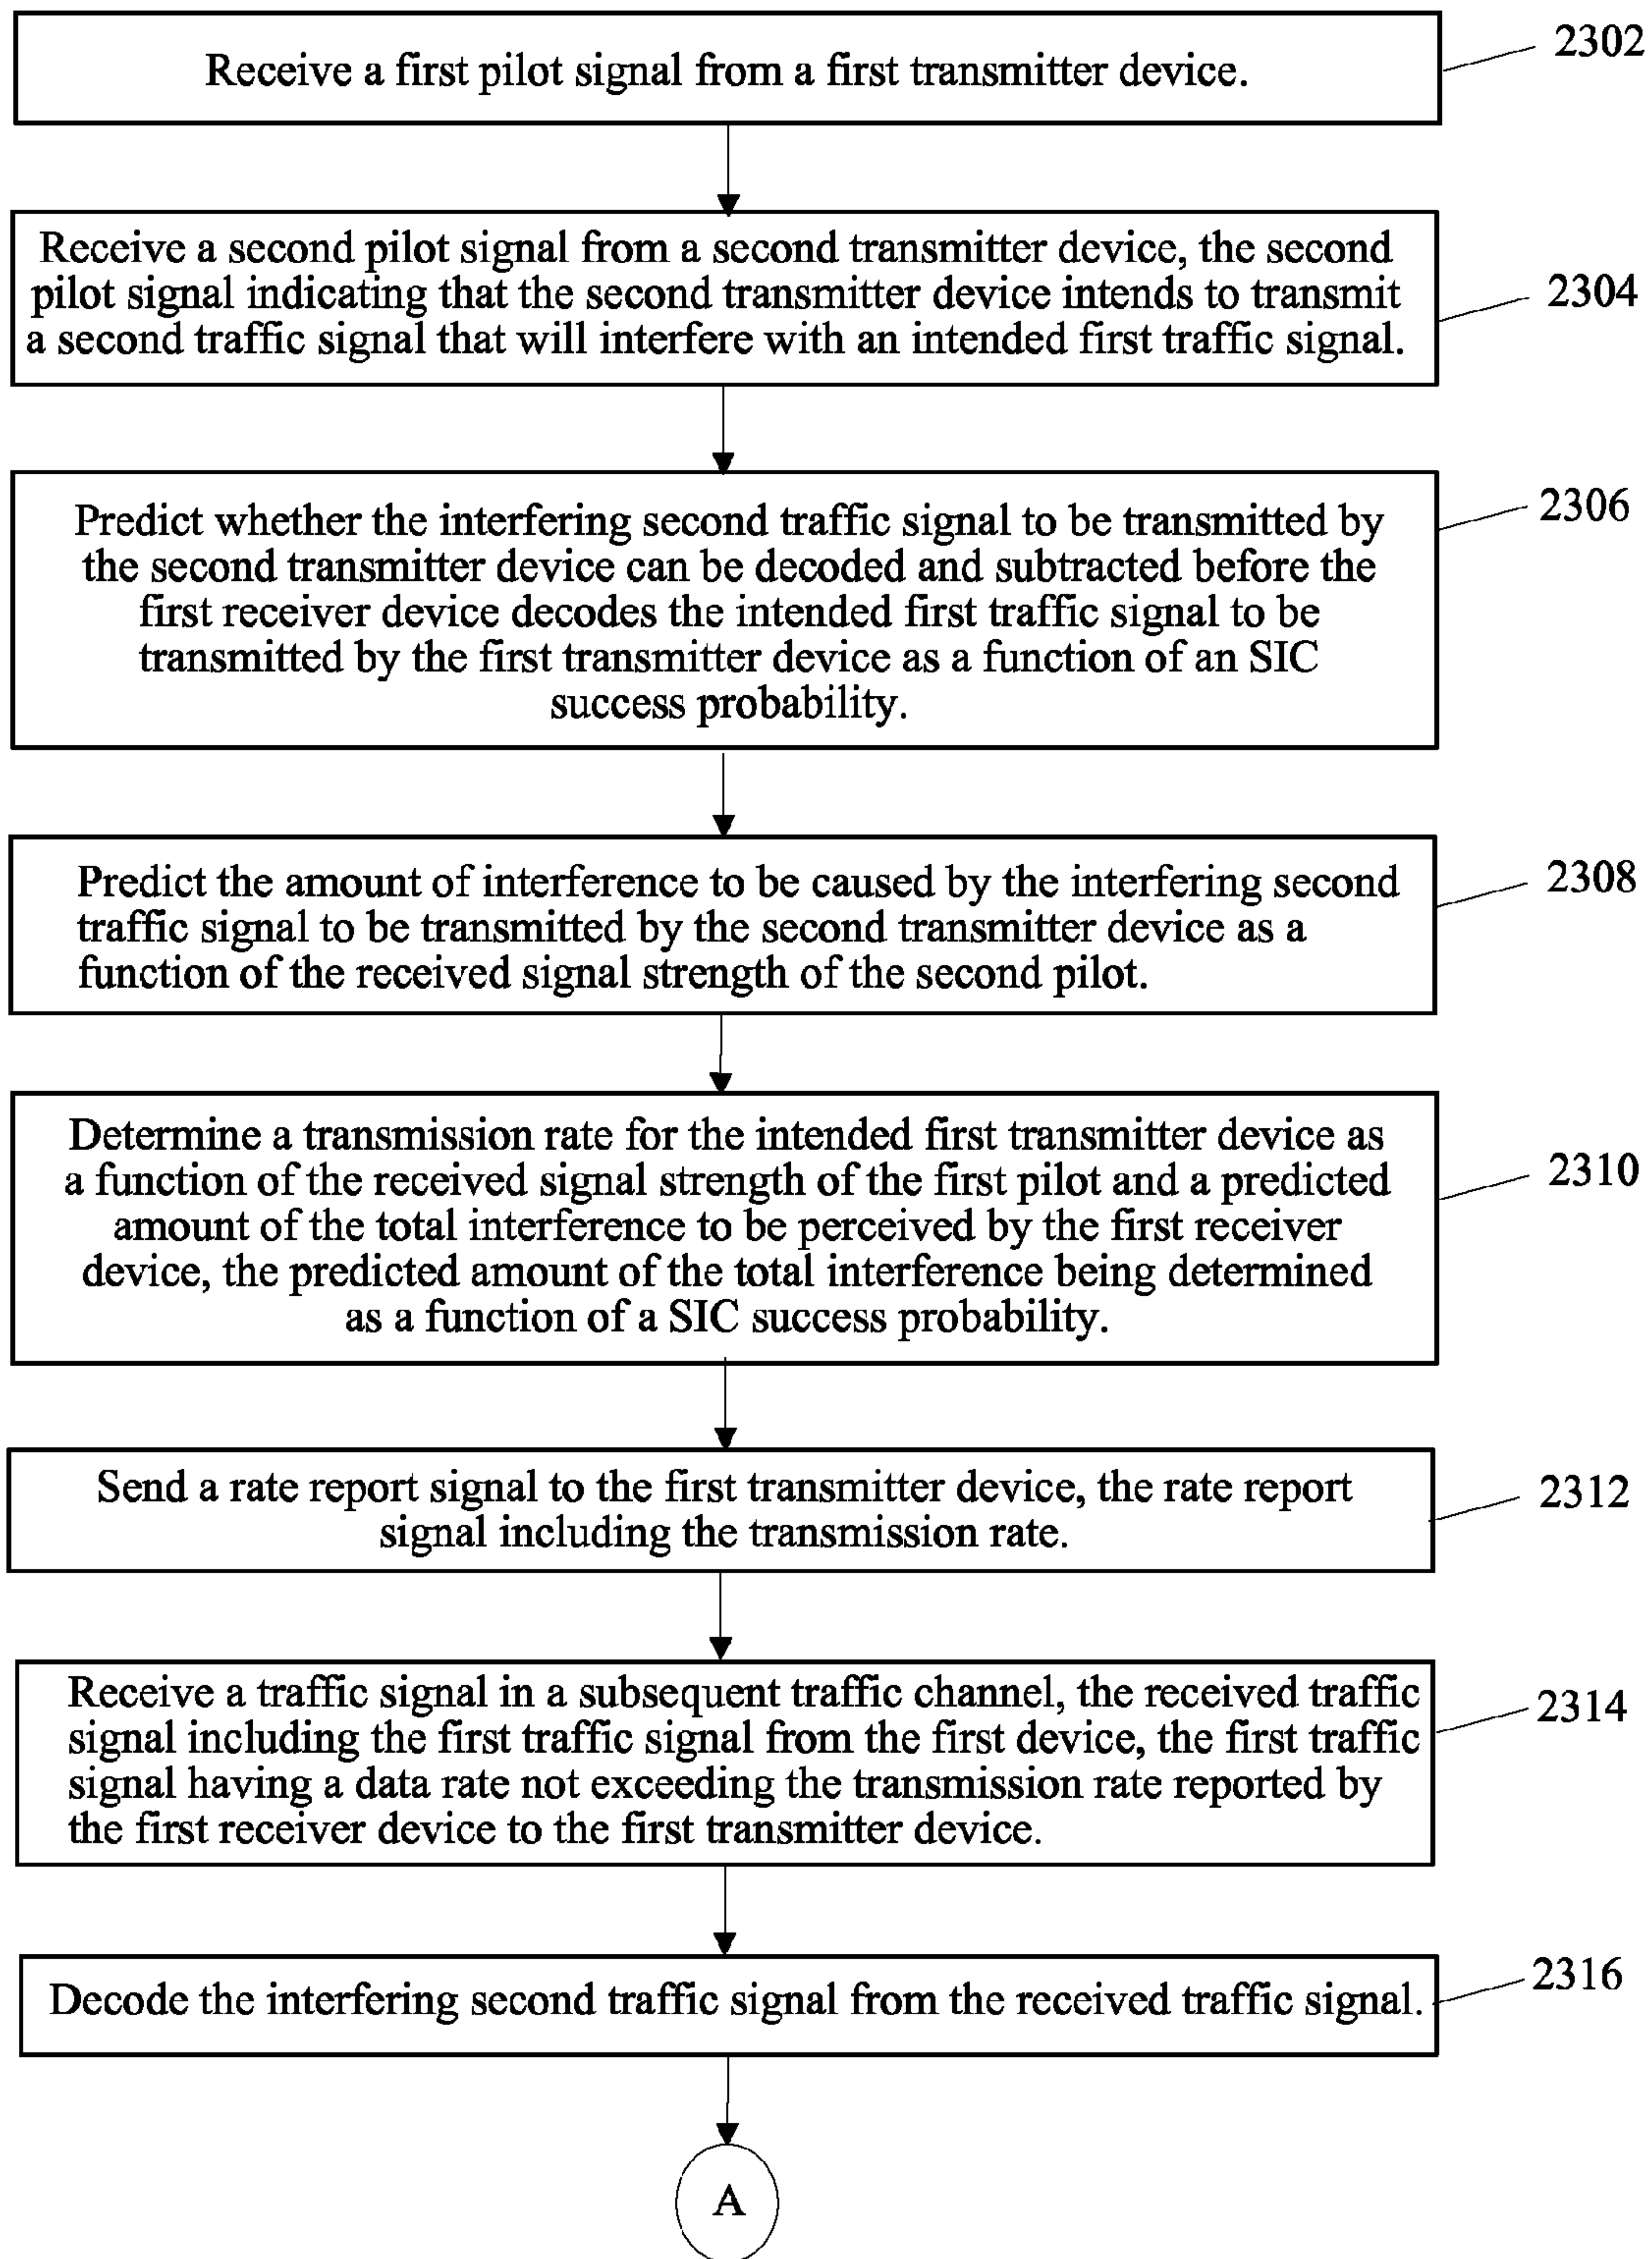 Receive a first pilot signal from a first transmitter device.
2302
Receive a second pilot signal from a second transmitter device, the second
pilot signal indicating that the second transmitter device intends to transmit
a second traffic signal that will interfere with an intended first traffic signal.
2304
Predict whether the interfering second traffic signal to be transmitted by
the second transmitter device can be decoded and subtracted before the
first receiver device decodes the intended first traffic signal to be
transmitted by the first transmitter device as a function of an SIC
success probability.
2306
Predict the amount of interference to be caused by the interfering second
traffic signal to be transmitted by the second transmitter device as a
function of the received signal strength of the second pilot.
2308
Determine a transmission rate for the intended first transmitter device as
a function of the received signal strength of the first pilot and a predicted
amount of the total interference to be perceived by the first receiver
device, the predicted amount of the total interference being determined
as a function of a SIC success probability.
2310
Send a rate report signal to the first transmitter device, the rate report
signal including the transmission rate.
2312
Receive a traffic signal in a subsequent traffic channel, the received traffic
signal including the first traffic signal from the first device, the first traffic
signal having a data rate not exceeding the transmission rate reported by
the first receiver device to the first transmitter device.
2314
Decode the interfering second traffic signal from the received traffic signal.
2316
A